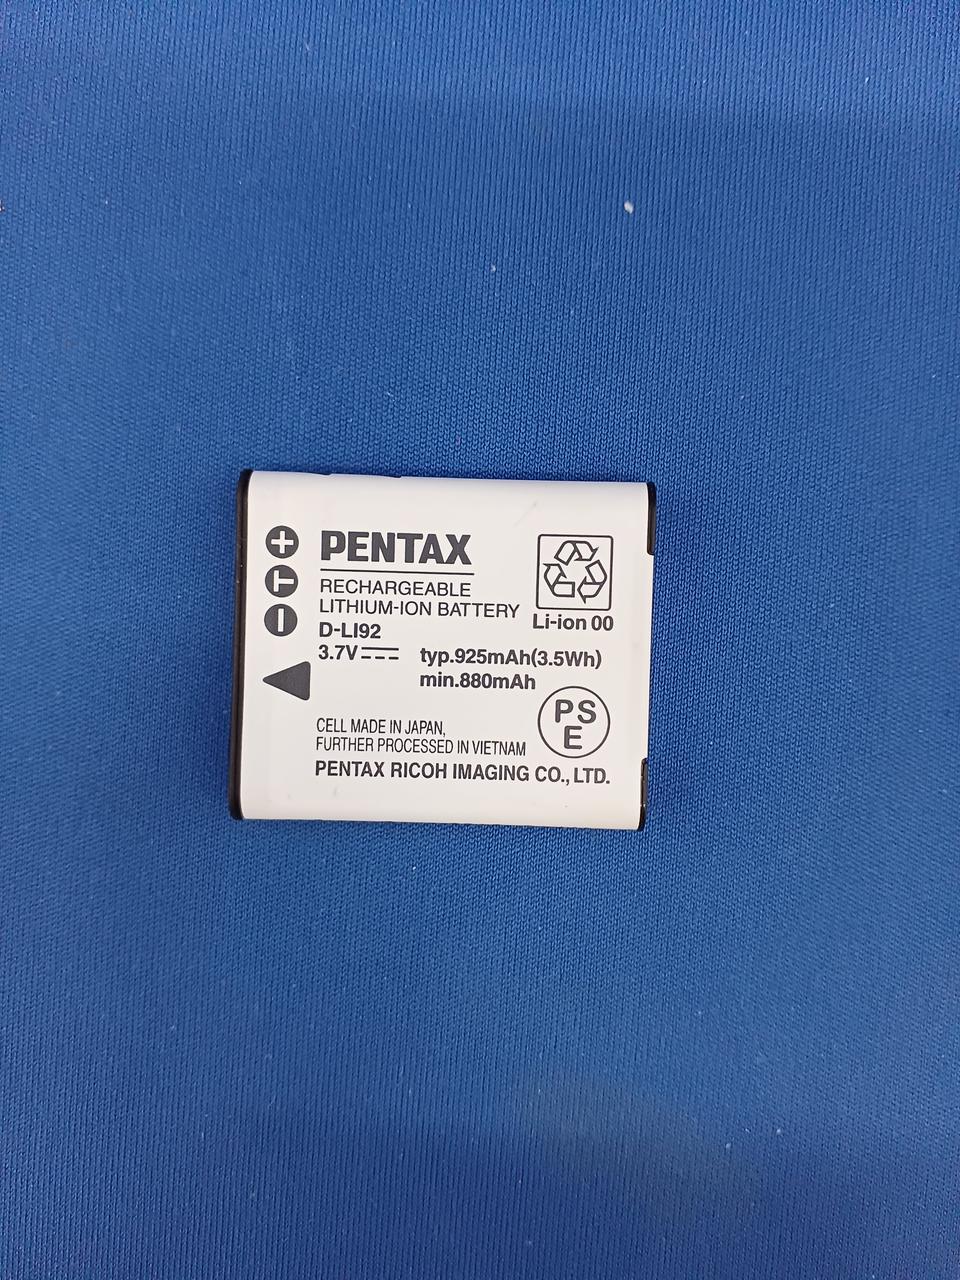 PENTAX
RECHARGEABLE
LITHIUM-ION BATTERY
D-LI92
3.7V typ.925mAh(3.5Wh)
min.880mAh
Li-ion 00
PS
E
CELL MADE IN JAPAN,
FURTHER PROCESSED IN VIETNAM
PENTAX RICOH IMAGING CO., LTD.
+
T